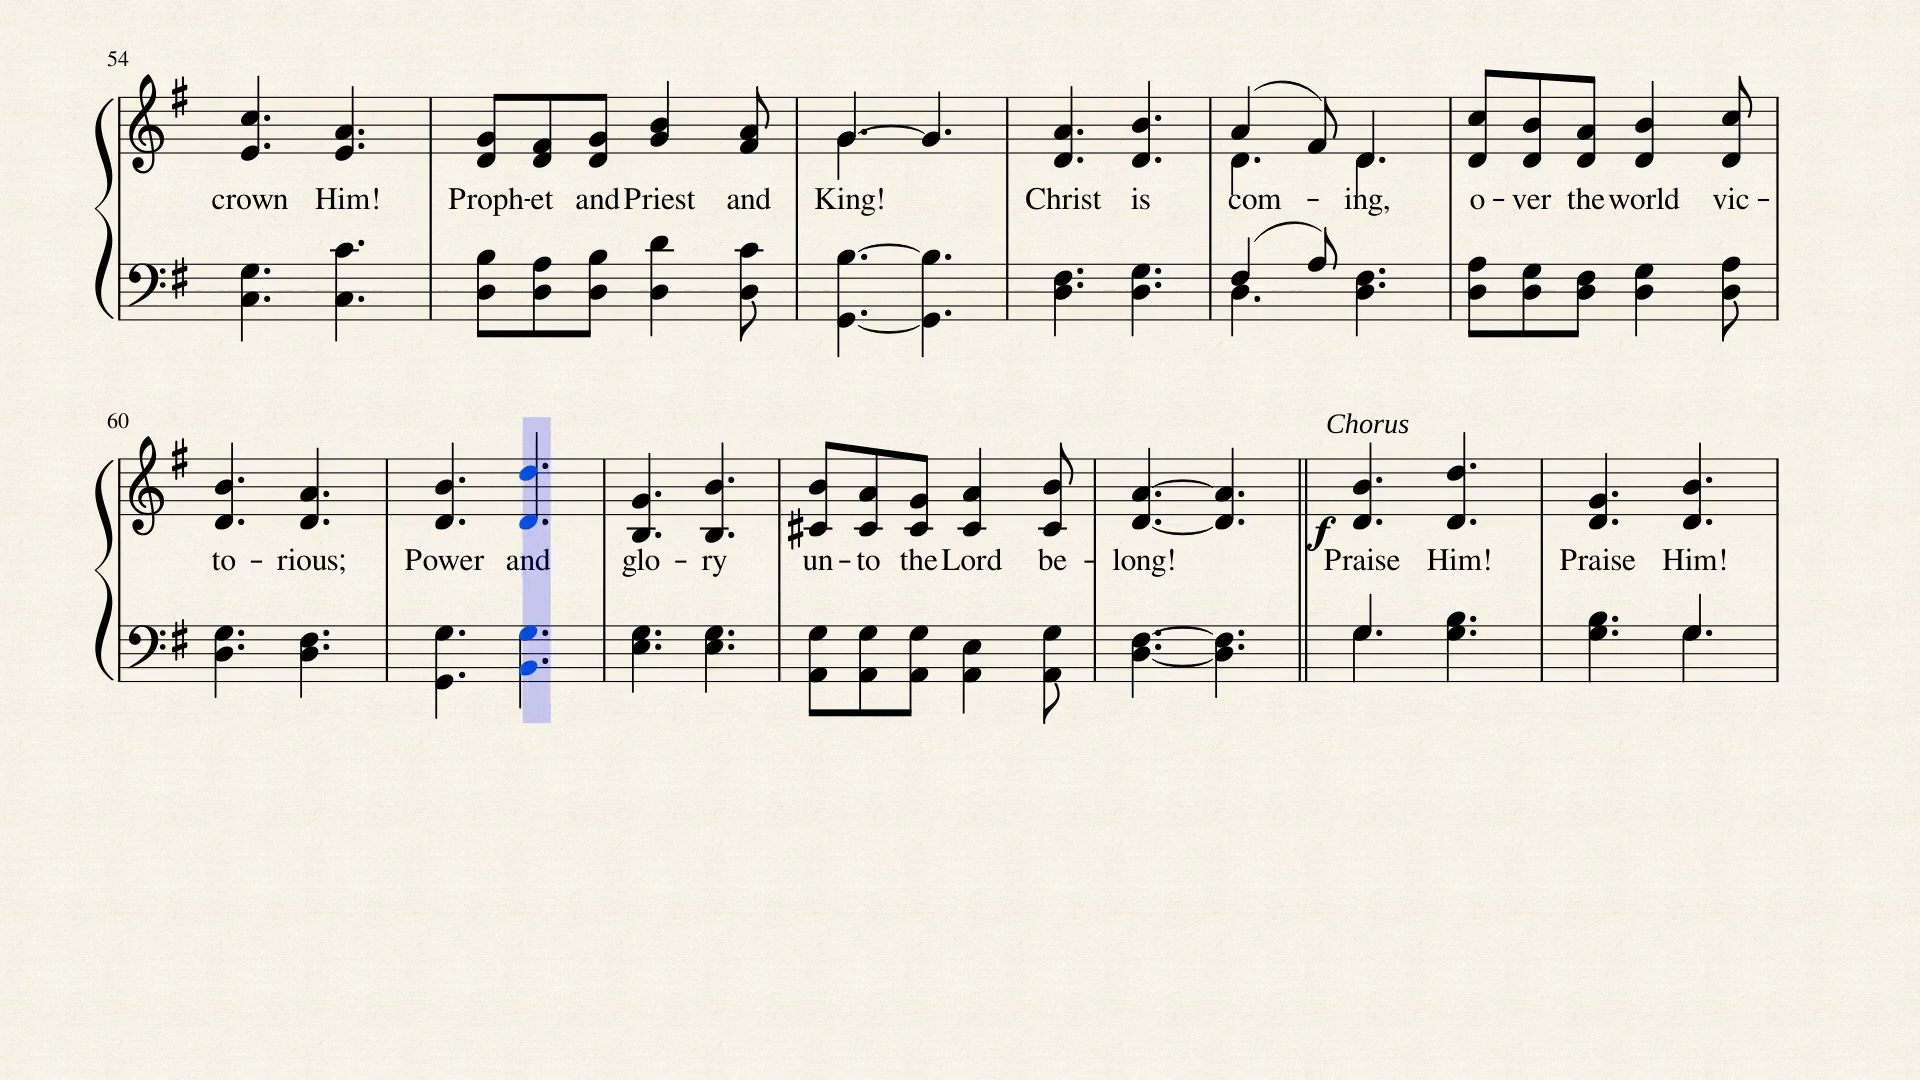 54
crown Him! Proph-et and Priest and King! Christ is com - ing, o - ver the world vic -
60
Chorus
f
to - rious; Power and glo - ry un - to the Lord be - long! Praise Him! Praise Him!